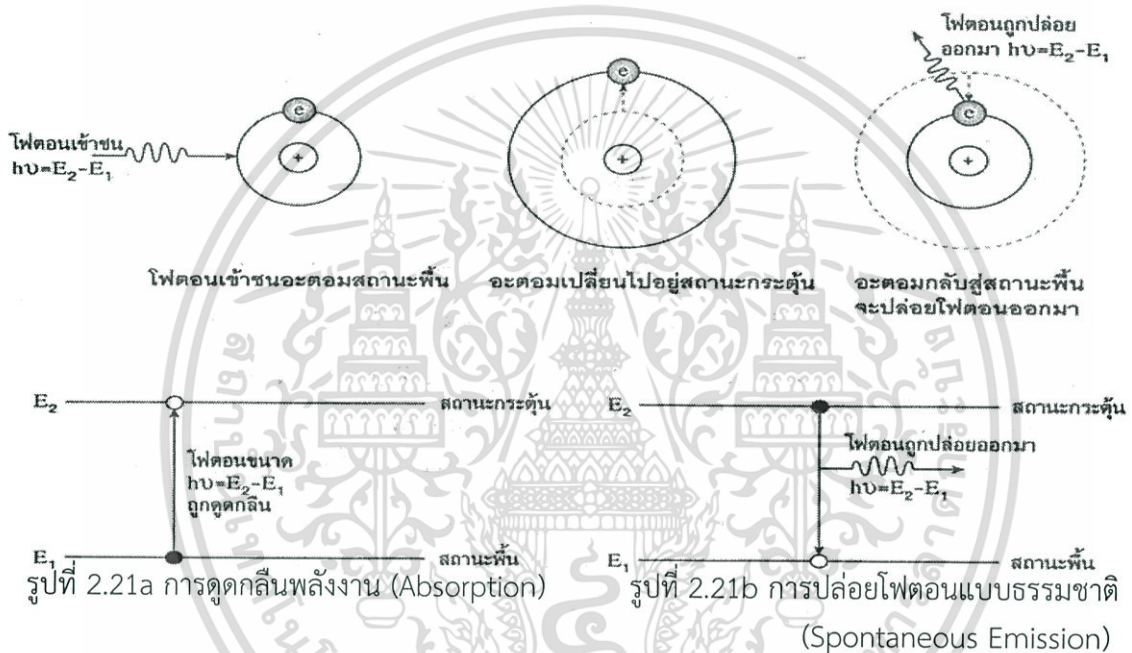 โฟตอนถูกปล่อย
ออกมา hυ=E₂-E₁
e
e
e
โฟตอนเข้าชน
hυ=E₂-E₁
+
+
+
โฟตอนเข้าชนอะตอมสถานะพื้น
อะตอมเปลี่ยนไปอยู่สถานะกระตุ้น
อะตอมกลับสู่สถานะพื้น
จะปล่อยโฟตอนออกมา
E₂
สถานะกระตุ้น
โฟตอนขนาด
hυ=E₂-E₁
ถูกดูดกลืน
E₁
สถานะพื้น
รูปที่ 2.21a การดูดกลืนพลังงาน (Absorption)
E₂
สถานะกระตุ้น
โฟตอนถูกปล่อยออกมา
hυ=E₂-E₁
E₁
สถานะพื้น
รูปที่ 2.21b การปล่อยโฟตอนแบบธรรมชาติ
(Spontaneous Emission)